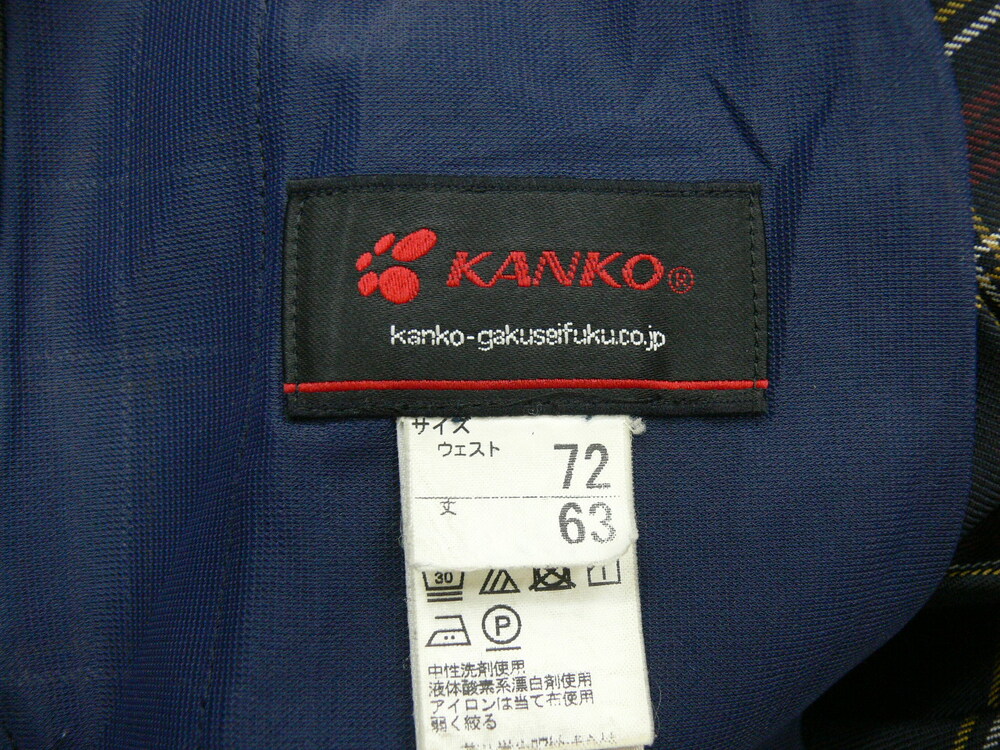 KANKO®
kanko-gakuseifuku.co.jp
サイズ
ウェスト 72
丈 63
30
P
中性洗剤使用
液体酸素系漂白剤使用
アイロンは当て布使用
弱く絞る